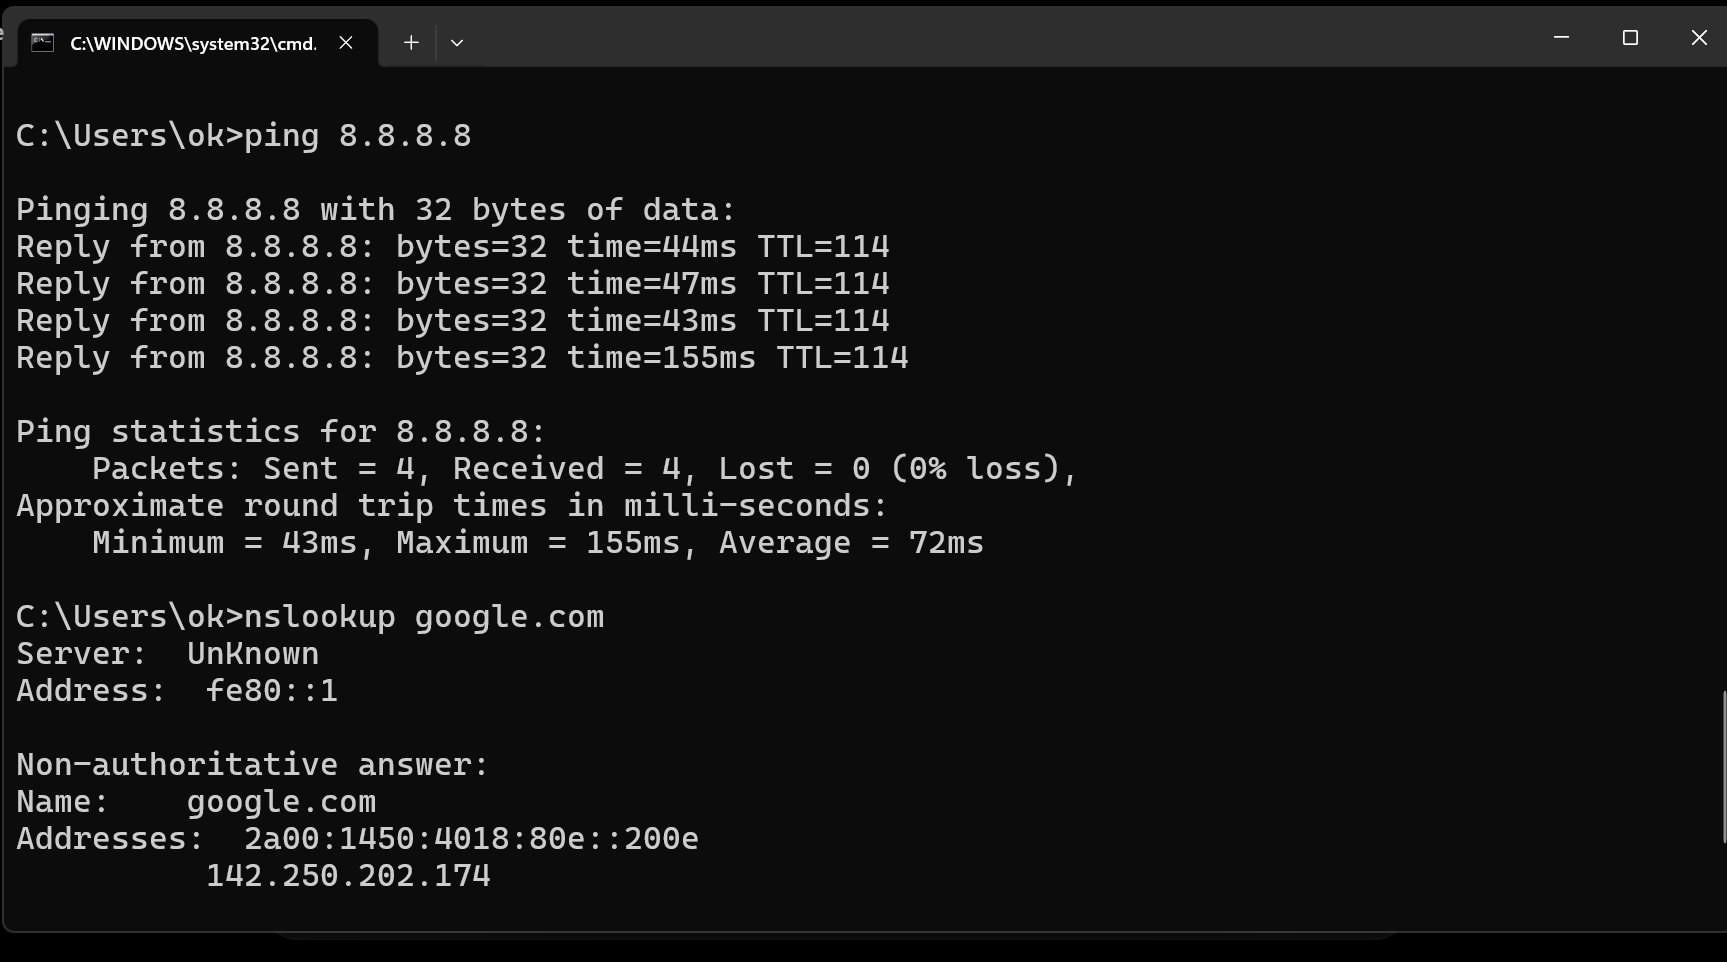 C:\WINDOWS\system32\cmd.
C:\Users\ok>ping 8.8.8.8
Pinging 8.8.8.8 with 32 bytes of data:
Reply from 8.8.8.8: bytes=32 time=44ms TTL=114
Reply from 8.8.8.8: bytes=32 time=47ms TTL=114
Reply from 8.8.8.8: bytes=32 time=43ms TTL=114
Reply from 8.8.8.8: bytes=32 time=155ms TTL=114
Ping statistics for 8.8.8.8:
    Packets: Sent = 4, Received = 4, Lost = 0 (0% loss),
Approximate round trip times in milli-seconds:
    Minimum = 43ms, Maximum = 155ms, Average = 72ms
C:\Users\ok>nslookup google.com
Server:  UnKnown
Address:  fe80::1
Non-authoritative answer:
Name:    google.com
Addresses:  2a00:1450:4018:80e::200e
          142.250.202.174